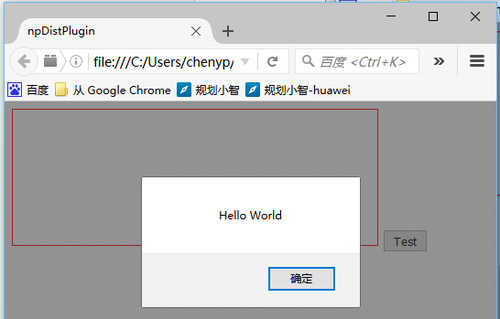 npDistPlugin
file:///C:/Users/chenyp/
百度 <Ctrl+K>
百度 从 Google Chrome 规划小智 规划小智-huawei
Hello World
Test
确定